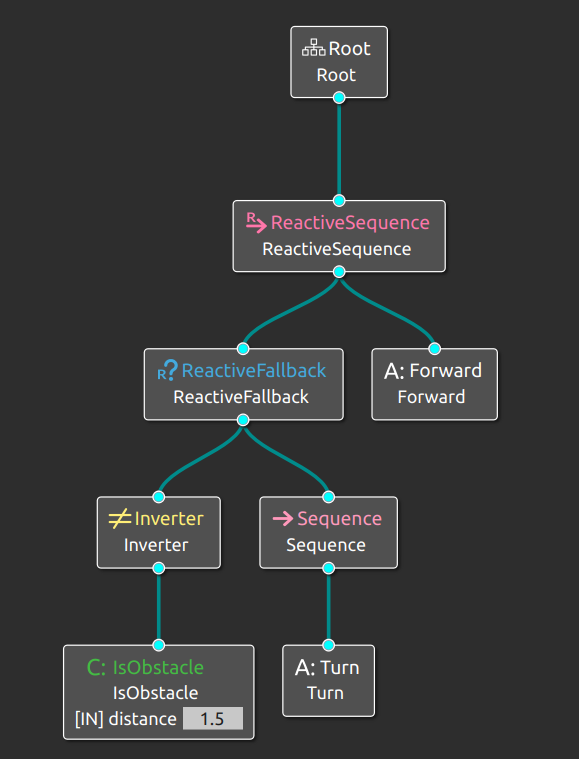 Root
Root
R ReactiveSequence
ReactiveSequence
R? ReactiveFallback
ReactiveFallback
A: Forward
Forward
Inverter
Inverter
Sequence
Sequence
C: IsObstacle
IsObstacle
[IN] distance 1.5
A: Turn
Turn